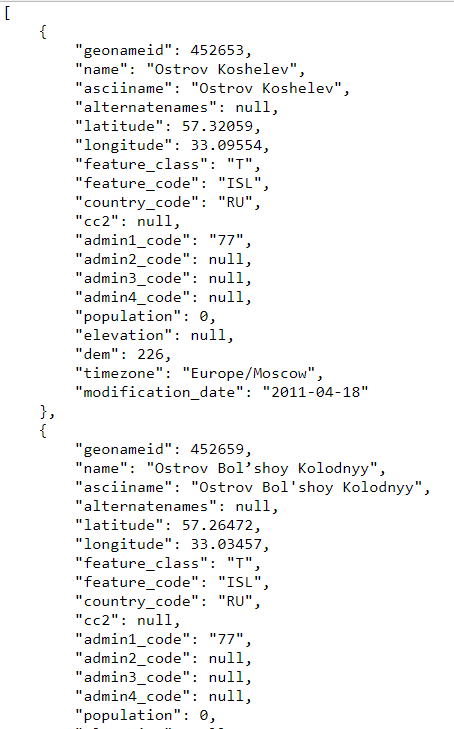 [
    {
        "geonameid": 452653,
        "name": "Ostrov Koshelev",
        "asciiname": "Ostrov Koshelev",
        "alternatenames": null,
        "latitude": 57.32059,
        "longitude": 33.09554,
        "feature_class": "T",
        "feature_code": "ISL",
        "country_code": "RU",
        "cc2": null,
        "admin1_code": "77",
        "admin2_code": null,
        "admin3_code": null,
        "admin4_code": null,
        "population": 0,
        "elevation": null,
        "dem": 226,
        "timezone": "Europe/Moscow",
        "modification_date": "2011-04-18"
    },
    {
        "geonameid": 452659,
        "name": "Ostrov Bol’shoy Kolodnyy",
        "asciiname": "Ostrov Bol'shoy Kolodnyy",
        "alternatenames": null,
        "latitude": 57.26472,
        "longitude": 33.03457,
        "feature_class": "T",
        "feature_code": "ISL",
        "country_code": "RU",
        "cc2": null,
        "admin1_code": "77",
        "admin2_code": null,
        "admin3_code": null,
        "admin4_code": null,
        "population": 0,